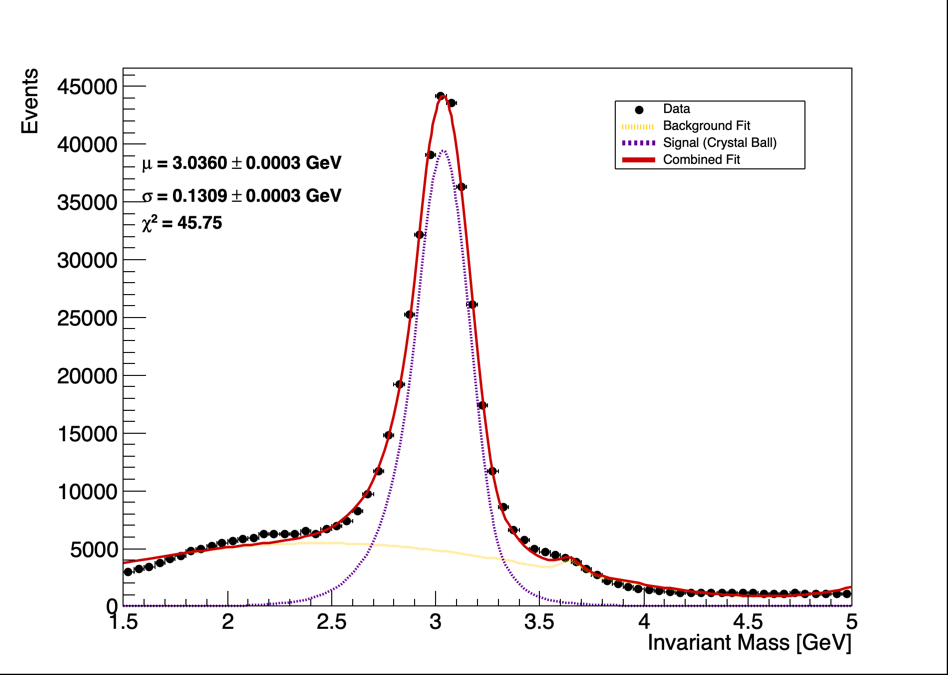 Events
45000
40000
35000
30000
25000
20000
15000
10000
5000
0
μ = 3.0360 ± 0.0003 GeV
σ = 0.1309 ± 0.0003 GeV
χ² = 45.75
Data
Background Fit
Signal (Crystal Ball)
Combined Fit
1.5 2 2.5 3 3.5 4 4.5 5
Invariant Mass [GeV]